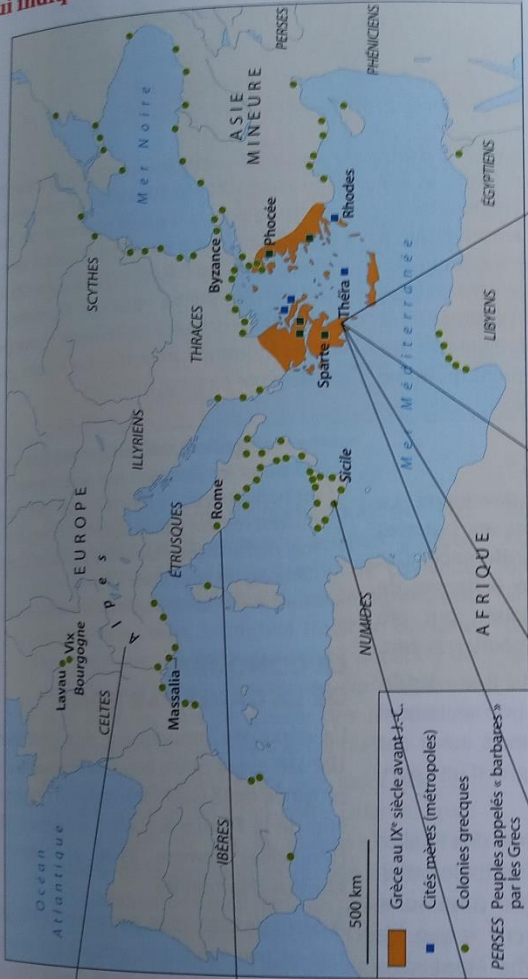 Océan
Atlantique
EUROPE
Alpes
Lavau
Vix
Bourgogne
CELTES
Massalia
IBÈRES
ÉTRUSQUES
Rome
ILLYRIENS
SCYTHES
THRACES
Byzance
Mer Noire
ASIE
MINEURE
PERSES
PHÉNICIENS
Phocée
Rhodes
Théra
Sparte
Sicile
Mer Méditerranée
NUMIDES
AFRIQUE
LIBYENS
ÉGYPTIENS
500 km
Grèce au IXe siècle avant J.-C.
Cités mères (métropoles)
Colonies grecques
PERSES Peuples appelés « barbares »
par les Grecs